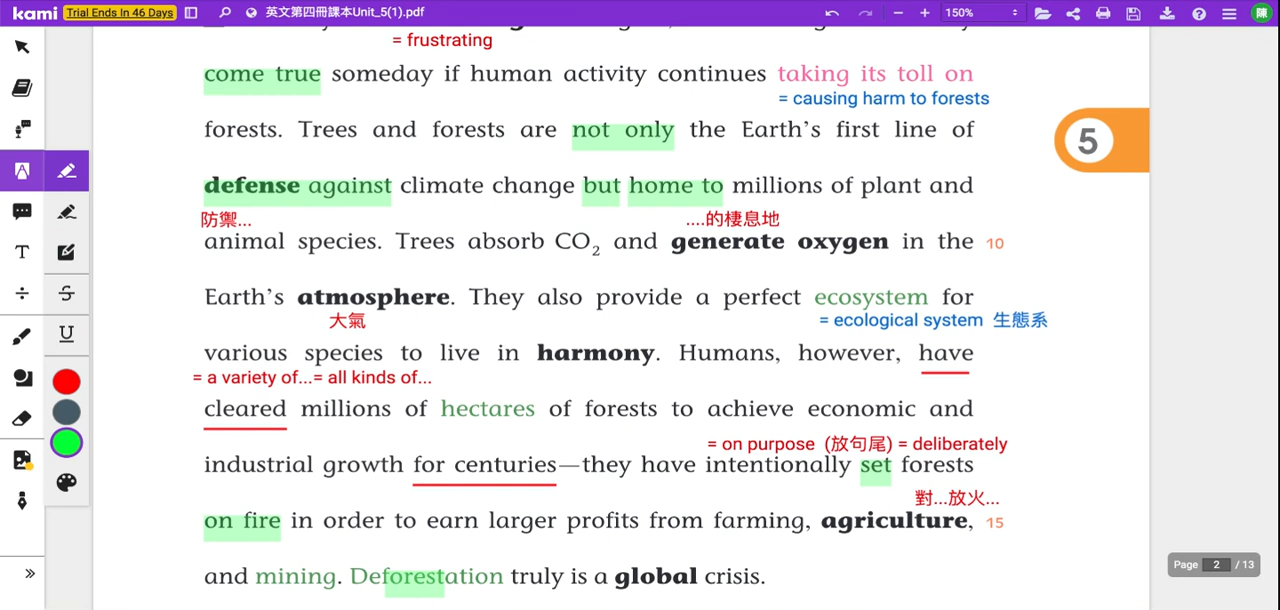 kami Trial Ends In 46 Days 英文第四冊課本Unit_5(1).pdf 150% 陳
= frustrating
come true someday if human activity continues taking its toll on
= causing harm to forests
forests. Trees and forests are not only the Earth's first line of
5
defense against climate change but home to millions of plant and
防禦... ....的棲息地
animal species. Trees absorb CO2 and generate oxygen in the 10
Earth's atmosphere. They also provide a perfect ecosystem for
大氣 = ecological system 生態系
various species to live in harmony. Humans, however, have
= a variety of...= all kinds of...
cleared millions of hectares of forests to achieve economic and
= on purpose (放句尾) = deliberately
industrial growth for centuries—they have intentionally set forests
對...放火...
on fire in order to earn larger profits from farming, agriculture, 15
and mining. Deforestation truly is a global crisis.
Page 2 / 13